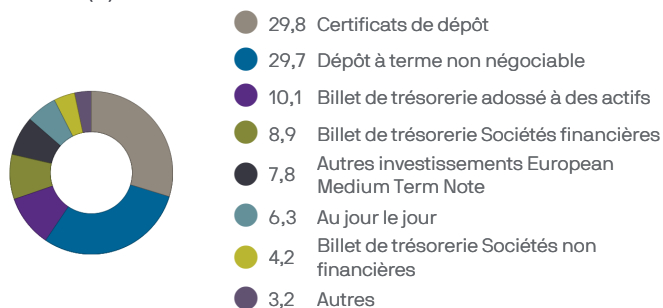 29,8 Certificats de dépôt
29,7 Dépôt à terme non négociable
10,1 Billet de trésorerie adossé à des actifs
8,9 Billet de trésorerie Sociétés financières
7,8 Autres investissements European
Medium Term Note
6,3 Au jour le jour
4,2 Billet de trésorerie Sociétés non
financières
3,2 Autres